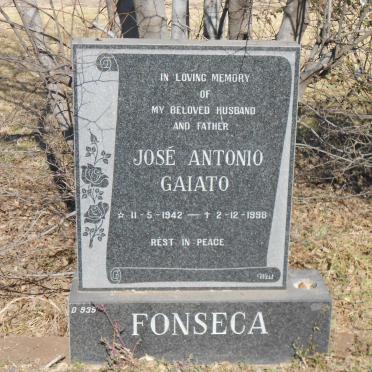 IN LOVING MEMORY
OF
MY BELOVED HUSBAND
AND FATHER
JOSÉ ANTONIO
GAIATO
☆ 11-5-1942 — † 2-12-1998
REST IN PEACE
West
D 935
FONSECA